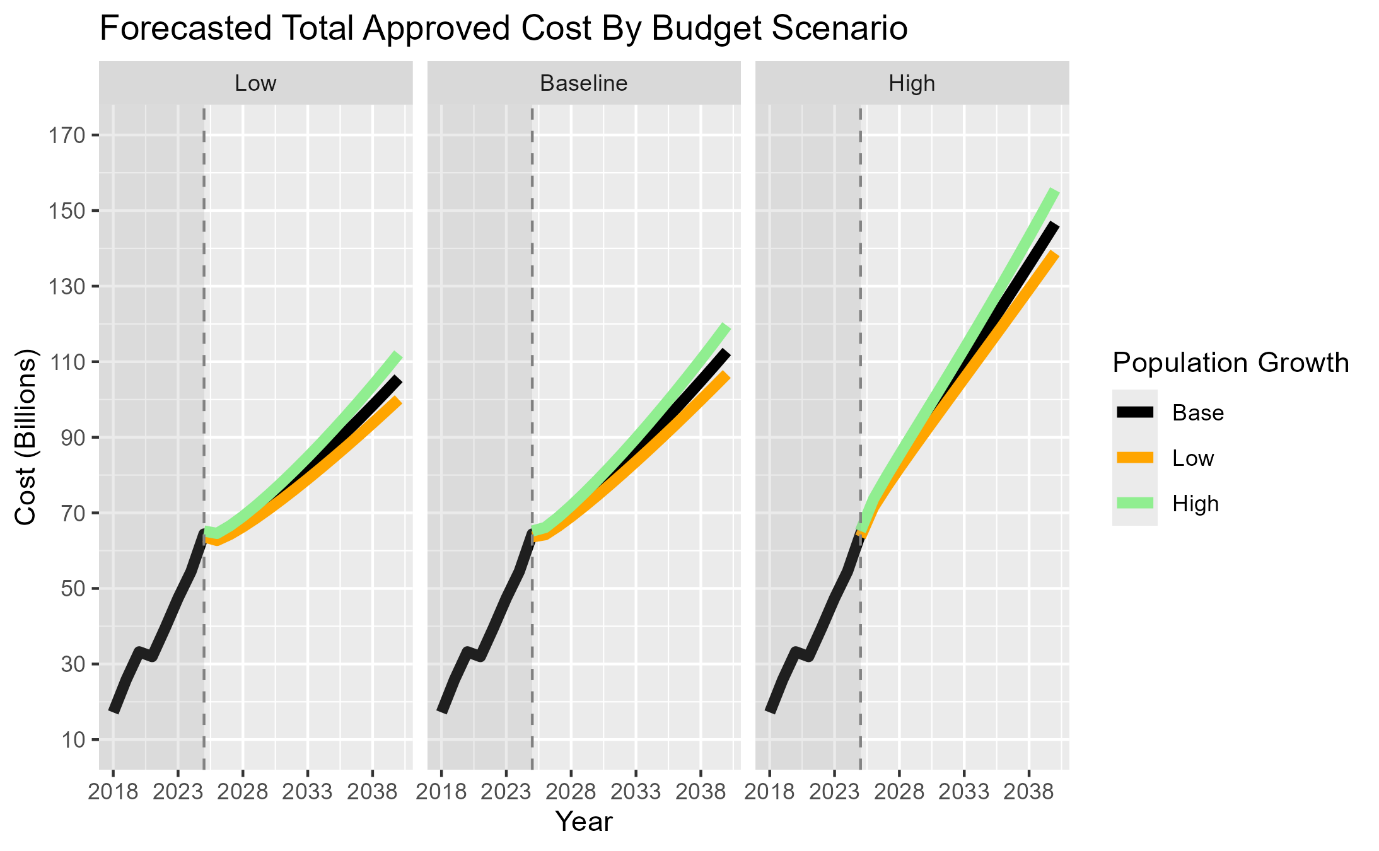 Forecasted Total Approved Cost By Budget Scenario
Low Baseline High
170
150
130
110
90
70
50
30
10
Cost (Billions)
2018 2023 2028 2033 2038 2018 2023 2028 2033 2038 2018 2023 2028 2033 2038
Year
Population Growth
Base
Low
High